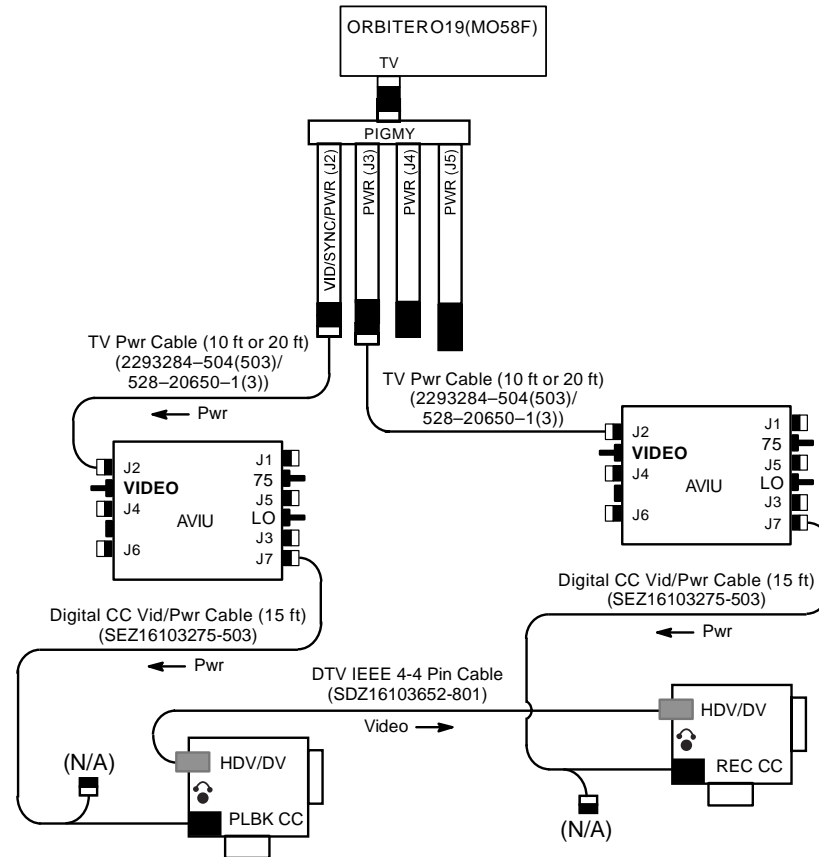 ORBITER O19(MO58F)
TV
PIGMY
VID/SYNC/PWR (J2)
PWR (J3)
PWR (J4)
PWR (J5)
TV Pwr Cable (10 ft or 20 ft)
(2293284–504(503)/
528–20650–1(3))
Pwr
TV Pwr Cable (10 ft or 20 ft)
(2293284–504(503)/
528–20650–1(3))
J2
VIDEO
J4
J6
AVIU
J1
75
J5
LO
J3
J7
J2
VIDEO
J4
J6
AVIU
J1
75
J5
LO
J3
J7
Digital CC Vid/Pwr Cable (15 ft)
(SEZ16103275-503)
Pwr
Digital CC Vid/Pwr Cable (15 ft)
(SEZ16103275-503)
Pwr
DTV IEEE 4-4 Pin Cable
(SDZ16103652-801)
Video
(N/A)
HDV/DV
PLBK CC
HDV/DV
REC CC
(N/A)